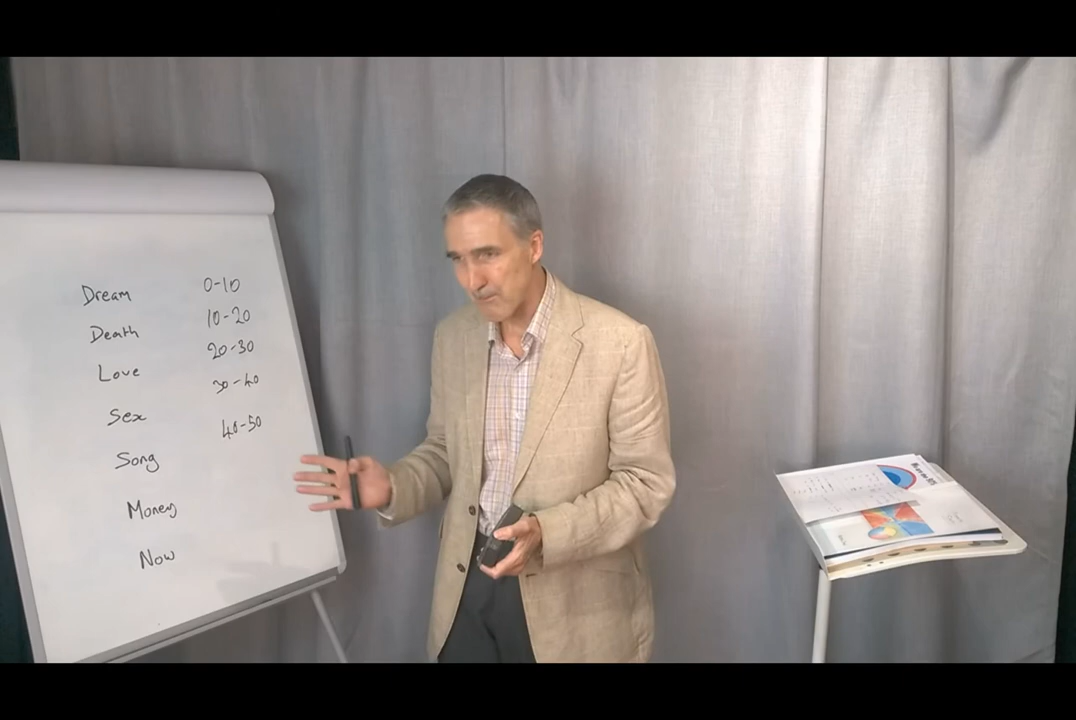 Dream 0-10
Death 10-20
Love 20-30
Sex 30-40
Song 40-50
Money
Now